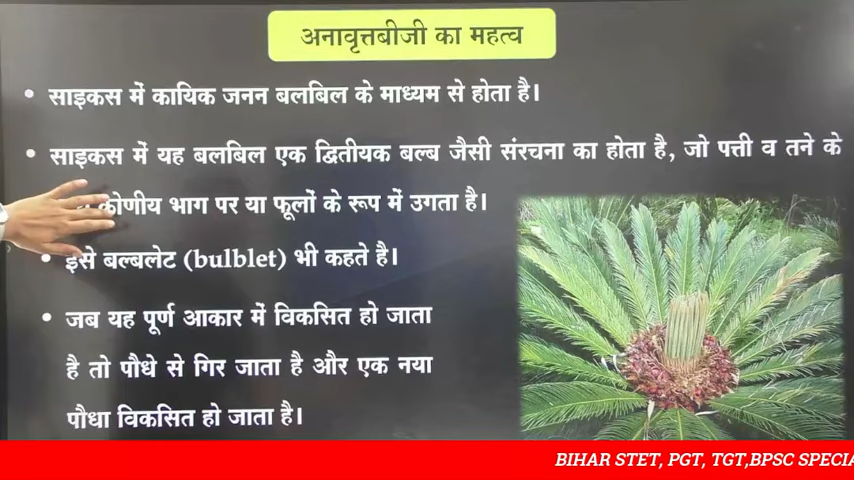 अनावृत्तबीजी का महत्व
• साइकस में कायिक जनन बलबिल के माध्यम से होता है।
• साइकस में यह बलबिल एक द्वितीयक बल्ब जैसी संरचना का होता है, जो पत्ती व तने के
कोणीय भाग पर या फूलों के रूप में उगता है।
• इसे बल्बलेट (bulblet) भी कहते है।
• जब यह पूर्ण आकार में विकसित हो जाता
है तो पौधे से गिर जाता है और एक नया
पौधा विकसित हो जाता है।
BIHAR STET, PGT, TGT,BPSC SPECIA